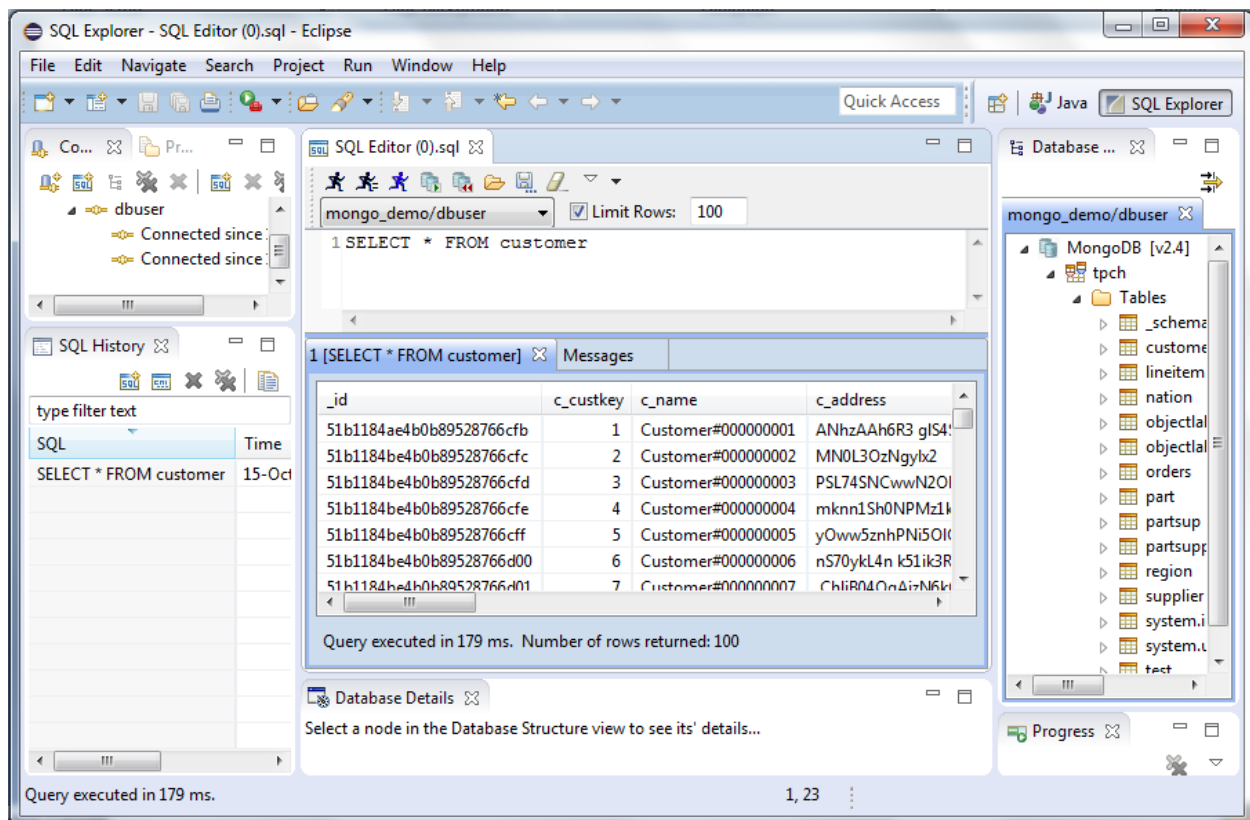 SQL Explorer - SQL Editor (0).sql - Eclipse
File Edit Navigate Search Project Run Window Help
Quick Access Java SQL Explorer
Co... Pr...
dbuser
Connected since
Connected since
SQL History
type filter text
SQL Time
SELECT * FROM customer 15-Oct
SQL Editor (0).sql
mongo_demo/dbuser Limit Rows: 100
1 SELECT * FROM customer
1 [SELECT * FROM customer] Messages
_id c_custkey c_name c_address
51b1184ae4b0b89528766cfb 1 Customer#000000001 ANhzAAh6R3 glS4S
51b1184be4b0b89528766cfc 2 Customer#000000002 MN0L3OzNgylx2
51b1184be4b0b89528766cfd 3 Customer#000000003 PSL74SNCwwN2O
51b1184be4b0b89528766cfe 4 Customer#000000004 mknn1Sh0NPMz1k
51b1184be4b0b89528766cff 5 Customer#000000005 yOww5znhPNi5OI
51b1184be4b0b89528766d00 6 Customer#000000006 nS70ykL4n k51ik3R
51b1184be4b0b89528766d01 7 Customer#000000007
Query executed in 179 ms. Number of rows returned: 100
Database Details
Select a node in the Database Structure view to see its' details...
Database ...
mongo_demo/dbuser
MongoDB [v2.4]
tpch
Tables
_schema
custome
lineitem
nation
objectlal
objectlal
orders
part
partsup
partsupp
region
supplier
system.i
system.u
test
Progress
Query executed in 179 ms. 1, 23